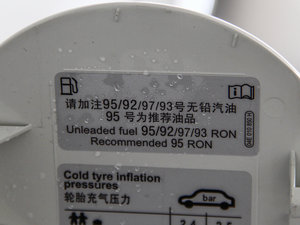 请加注95/92/97/93号无铅汽油
95 号为推荐油品
Unleaded fuel 95/92/97/93 RON
Recommended 95 RON
Cold tyre inflation
pressures
轮胎充气压力
bar